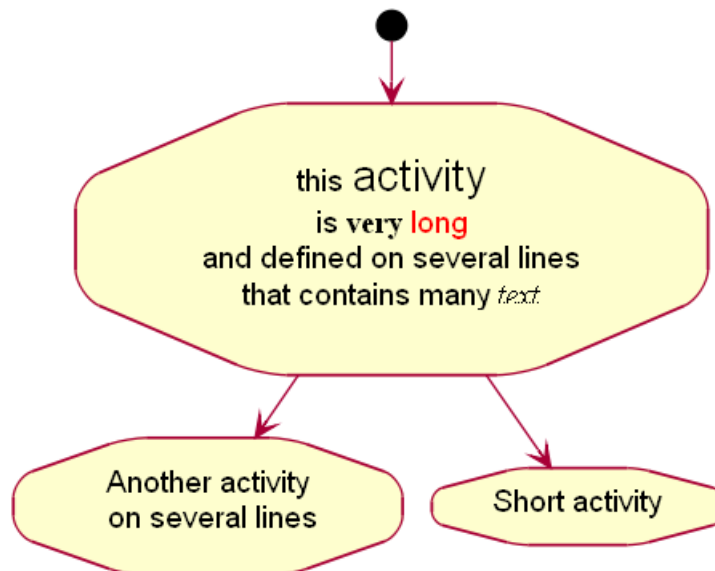 this activity
is very long
and defined on several lines
that contains many text
Another activity
on several lines
Short activity